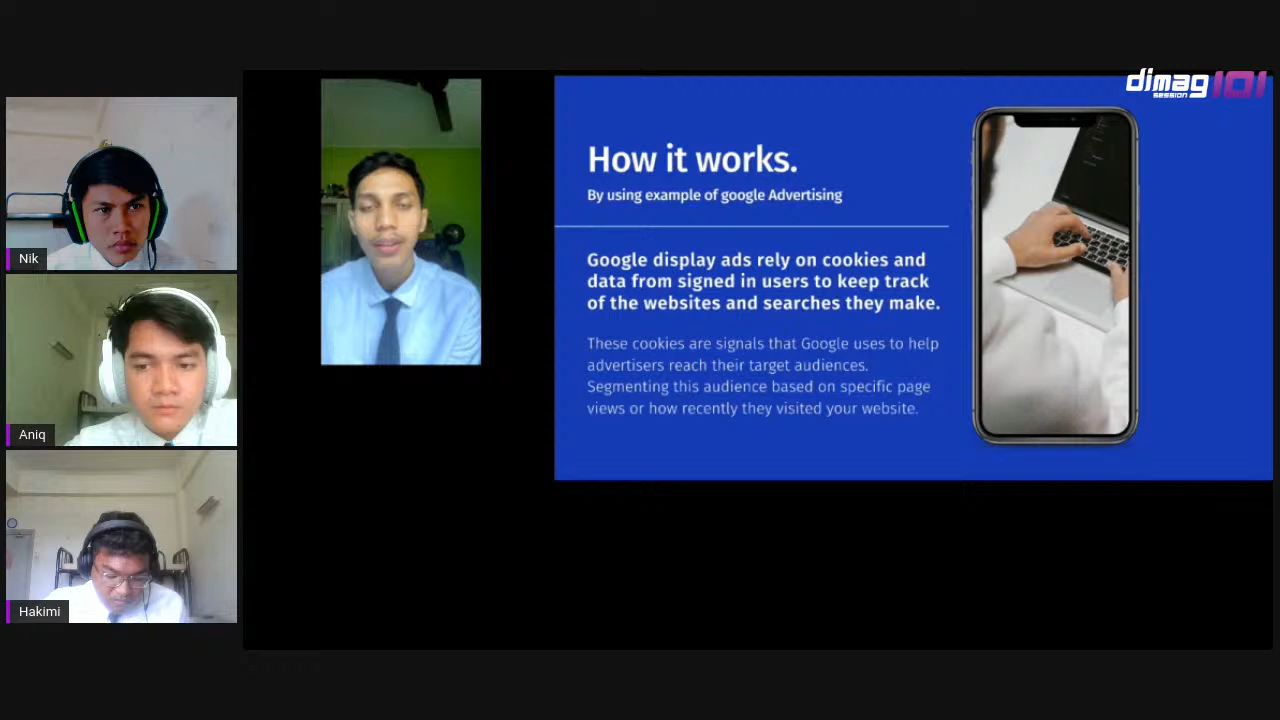 dimag 101
SESSION
How it works.
By using example of google Advertising
Google display ads rely on cookies and
data from signed in users to keep track
of the websites and searches they make.
These cookies are signals that Google uses to help
advertisers reach their target audiences.
Segmenting this audience based on specific page
views or how recently they visited your website.
Nik
Aniq
Hakimi